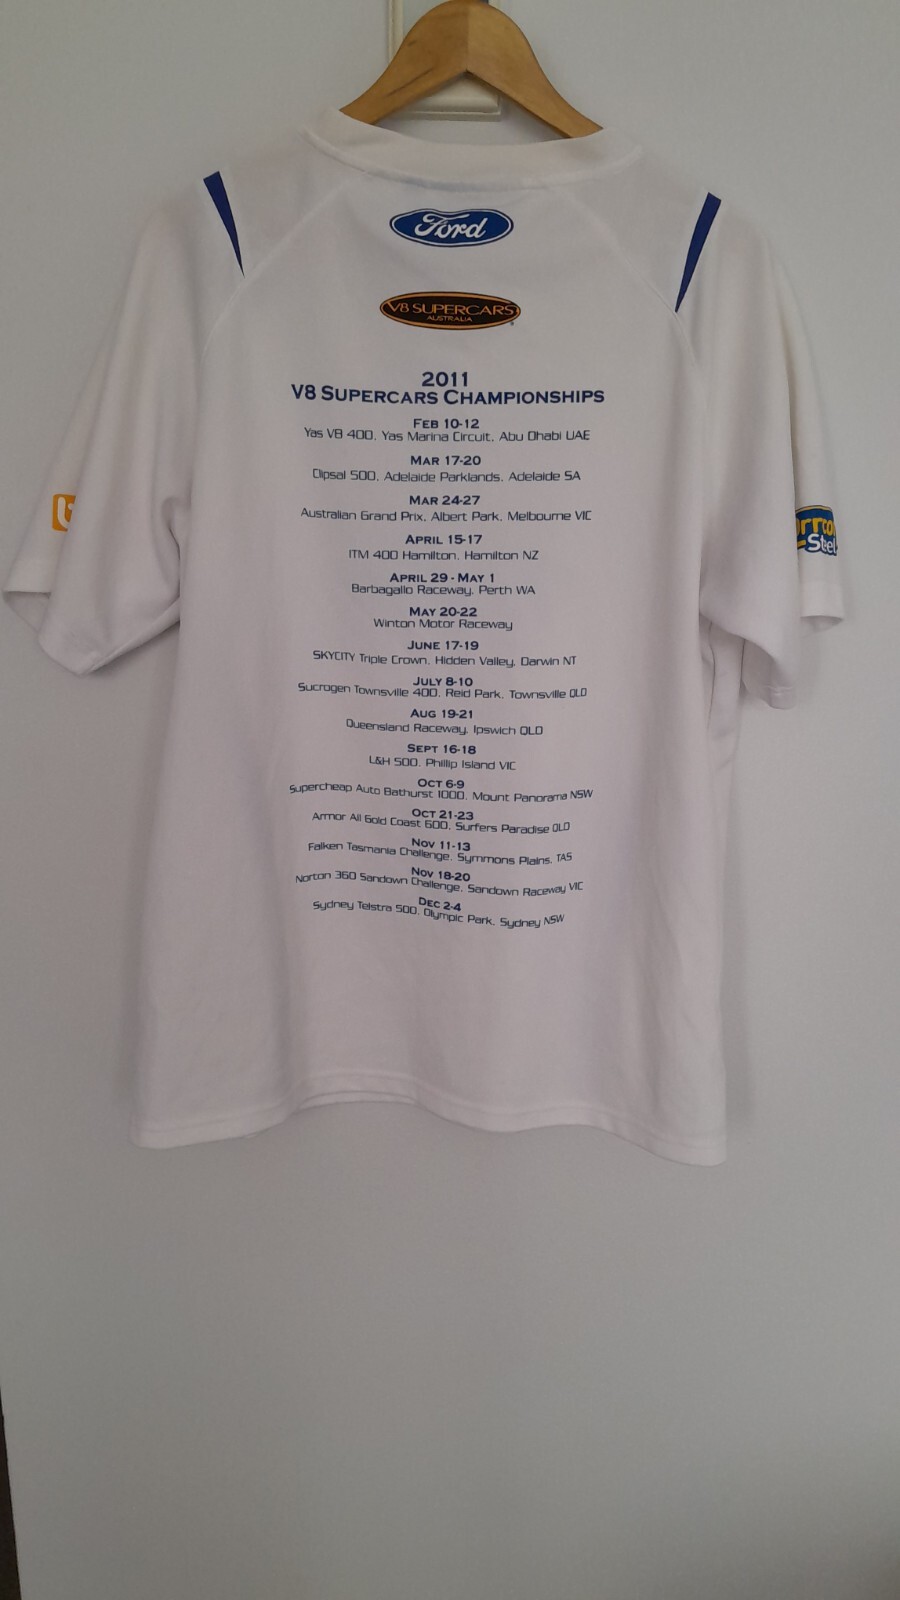 Ford
V8 SUPERCARS
AUSTRALIA
2011
V8 SUPERCARS CHAMPIONSHIPS
FEB 10-12
Yas V8 400, Yas Marina Circuit, Abu Dhabi UAE
MAR 17-20
Clipsal 500, Adelaide Parklands, Adelaide SA
MAR 24-27
Australian Grand Prix, Albert Park, Melbourne VIC
APRIL 15-17
ITM 400 Hamilton, Hamilton NZ
APRIL 29 - MAY 1
Barbagallo Raceway, Perth WA
MAY 20-22
Winton Motor Raceway
JUNE 17-19
SKYCITY Triple Crown, Hidden Valley, Darwin NT
JULY 8-10
Sucrogen Townsville 400, Reid Park, Townsville QLD
AUG 19-21
Queensland Raceway, Ipswich QLD
SEPT 16-18
L&H 500, Phillip Island VIC
OCT 6-9
Supercheap Auto Bathurst 1000, Mount Panorama NSW
OCT 21-23
Armor All Gold Coast 600, Surfers Paradise QLD
NOV 11-13
Falken Tasmania Challenge, Symmons Plains, TAS
NOV 18-20
Norton 360 Sandown Challenge, Sandown Raceway VIC
DEC 2-4
Sydney Telstra 500, Olympic Park, Sydney NSW
Steel